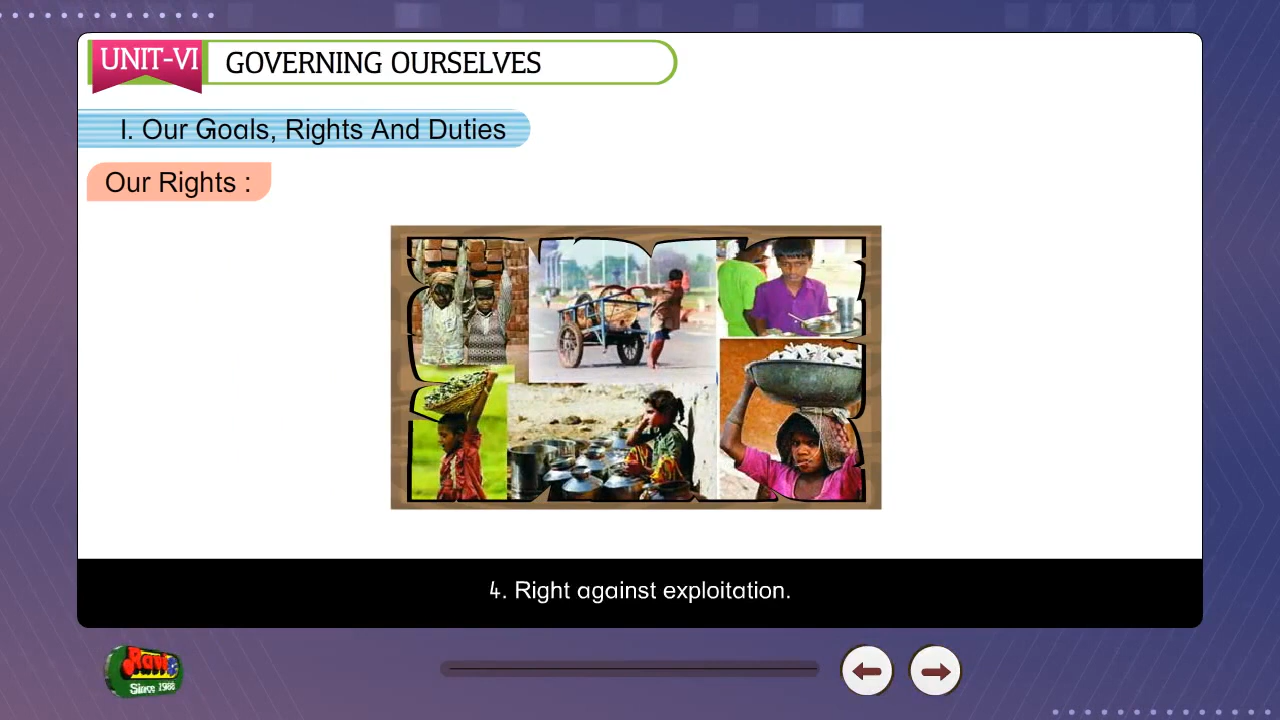 UNIT-VI
GOVERNING OURSELVES
I. Our Goals, Rights And Duties
Our Rights :
4. Right against exploitation.
Since 1988